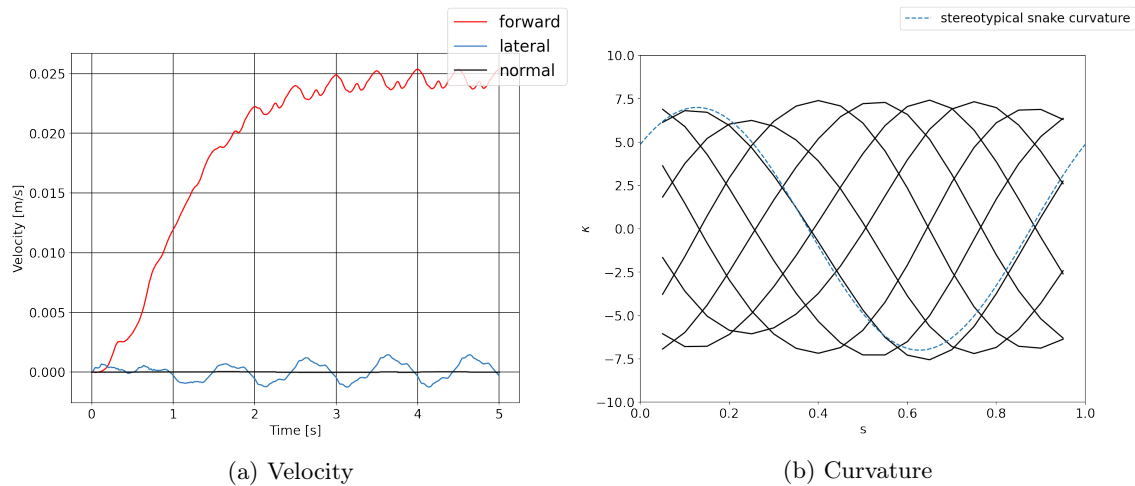 forward
lateral
normal
0.025
0.020
0.015
0.010
0.005
0.000
Velocity [m/s]
0 1 2 3 4 5
Time [s]
(a) Velocity
stereotypical snake curvature
10.0
7.5
5.0
2.5
0.0
−2.5
−5.0
−7.5
−10.0
κ
0.0 0.2 0.4 0.6 0.8 1.0
s
(b) Curvature